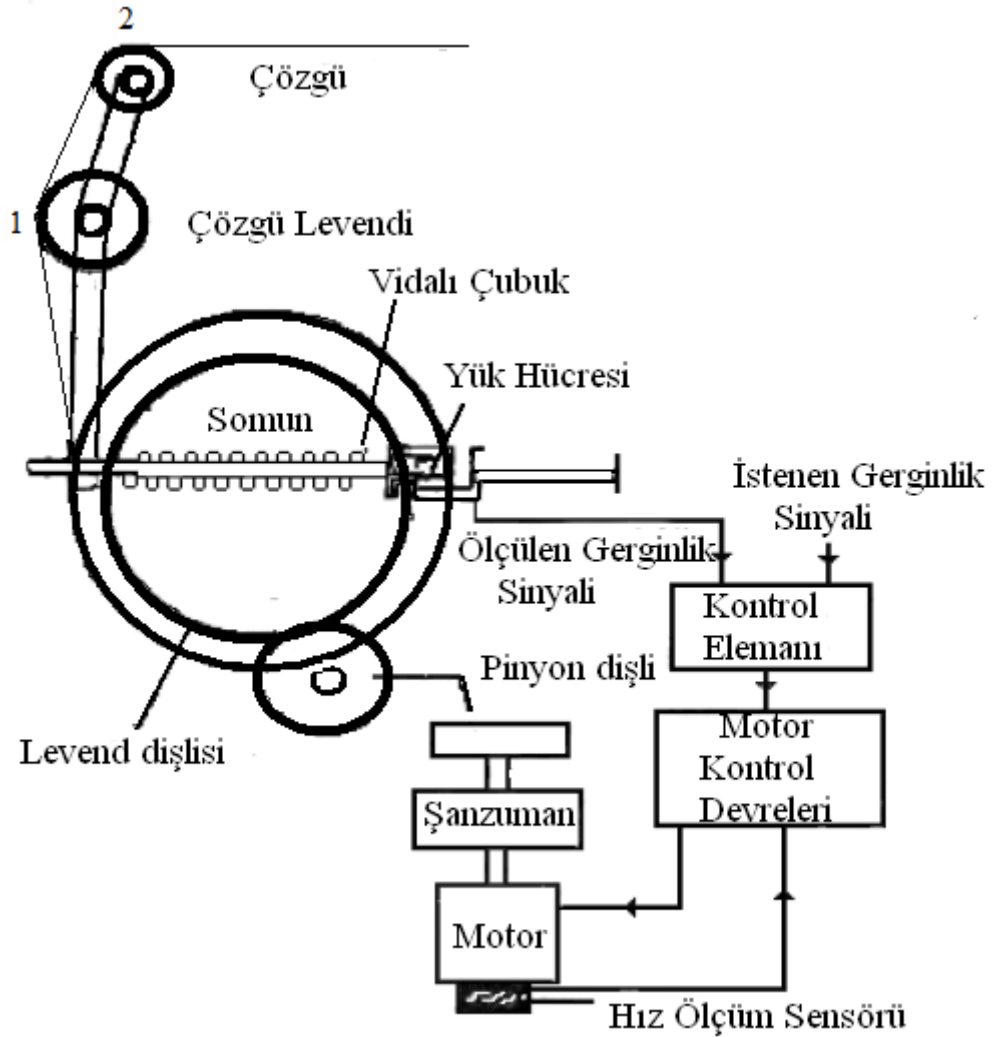 2
Çözgü
1
Çözgü Levendi
Vidalı Çubuk
Yük Hücresi
Somun
İstenen Gerginlik
Sinyali
Ölçülen Gerginlik
Sinyali
Kontrol
Elemanı
Pinyon dişli
Motor
Kontrol
Devreleri
Levend dişlisi
Şanzuman
Motor
Hız Ölçüm Sensörü